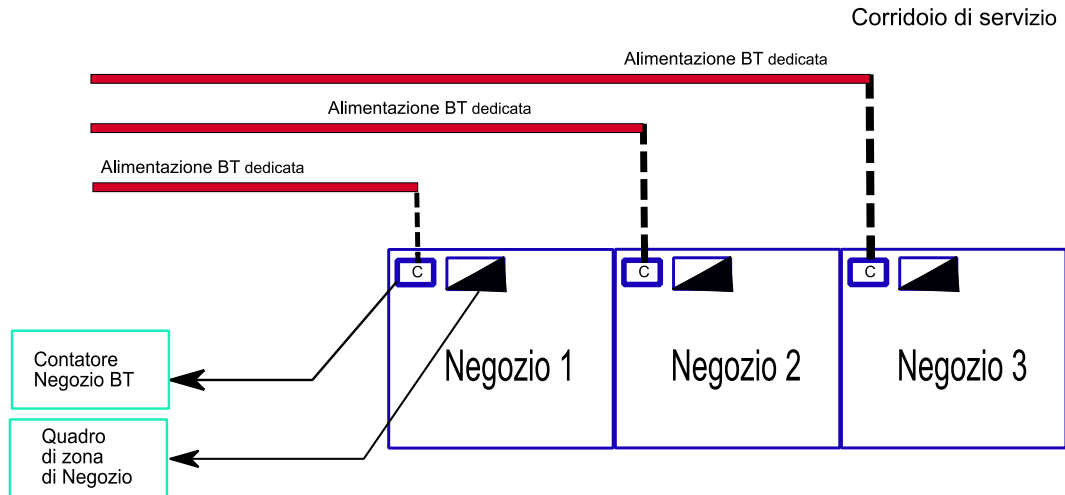 Corridoio di servizio
Alimentazione BT dedicata
Alimentazione BT dedicata
Alimentazione BT dedicata
C
C
C
Negozio 1
Negozio 2
Negozio 3
Contatore
Negozio BT
Quadro
di zona
di Negozio